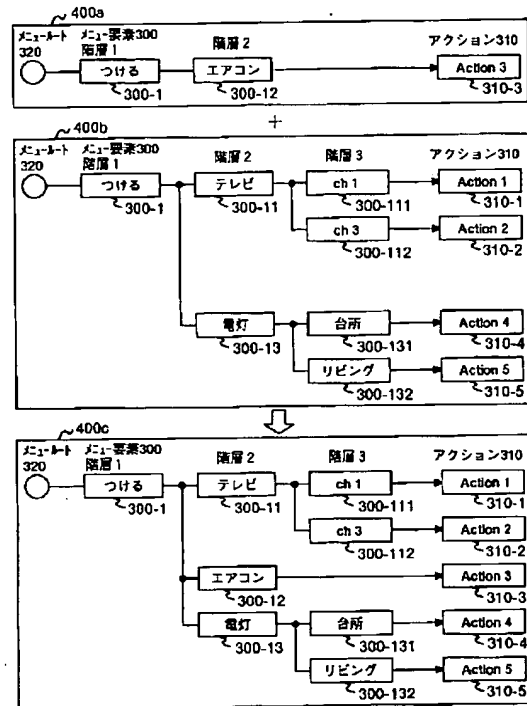 400a
メニュールート メニュー要素300 階層2 アクション310
320 階層1
つける エアコン Action 3
300-1 300-12 310-3
+
400b
メニュールート メニュー要素300 階層2 階層3 アクション310
320 階層1
つける テレビ ch 1 Action 1
300-1 300-11 300-111 310-1
ch 3 Action 2
300-112 310-2
電灯 台所 Action 4
300-13 300-131 310-4
リビング Action 5
300-132 310-5
400c
メニュールート メニュー要素300 階層2 階層3 アクション310
320 階層1
つける テレビ ch 1 Action 1
300-1 300-11 300-111 310-1
ch 3 Action 2
300-112 310-2
エアコン Action 3
300-12 310-3
電灯 台所 Action 4
300-13 300-131 310-4
リビング Action 5
300-132 310-5